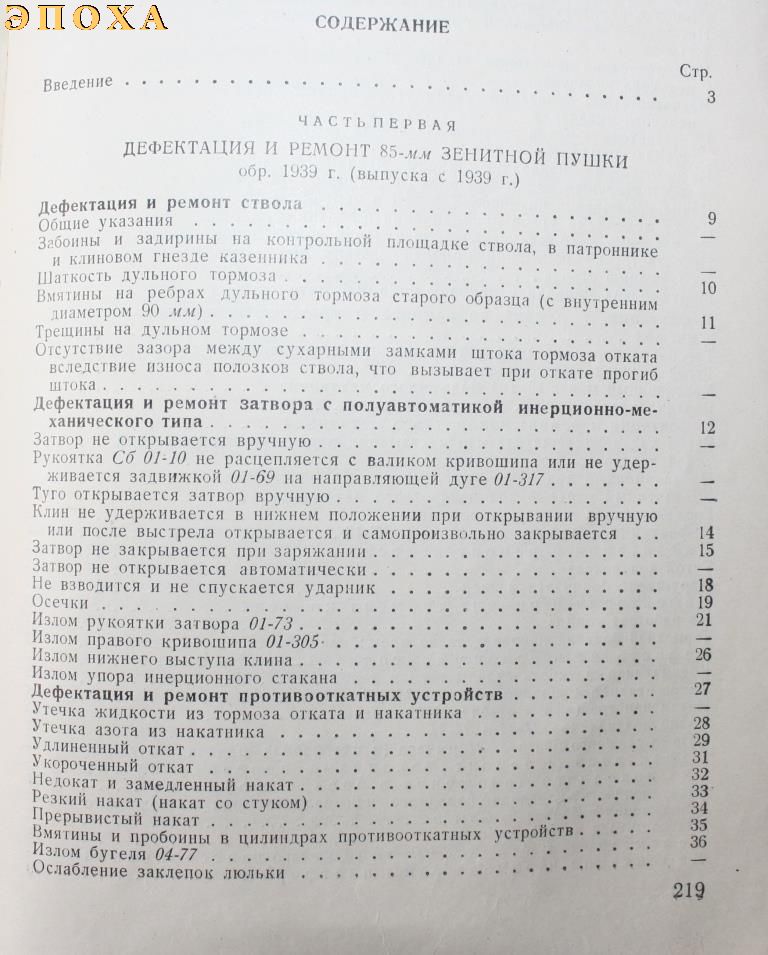 ЭПОХА
СОДЕРЖАНИЕ
Стр.
Введение . . . . . . . . . . . . . . . . . . . . 3
ЧАСТЬ ПЕРВАЯ
ДЕФЕКТАЦИЯ И РЕМОНТ 85-мм ЗЕНИТНОЙ ПУШКИ
обр. 1939 г. (выпуска с 1939 г.)
Дефектация и ремонт ствола . . . . . . . . . . 9
Общие указания . . . . . . . . . . —
Забоины и задирины на контрольной площадке ствола, в патроннике
и клиновом гнезде казенника . . . . . . . . . . —
Шаткость дульного тормоза . . . . . . . . . . 10
Вмятины на ребрах дульного тормоза старого образца (с внутренним
диаметром 90 мм) . . . . . . . . . . 11
Трещины на дульном тормозе . . . . . . . . . . —
Отсутствие зазора между сухарными замками штока тормоза отката
вследствие износа полозков ствола, что вызывает при откате прогиб
штока . . . . . . . . . . —
Дефектация и ремонт затвора с полуавтоматикой инерционно-ме-
ханического типа . . . . . . . . . . 12
Затвор не открывается вручную . . . . . . . . . . —
Рукоятка Сб 01-10 не расцепляется с валиком кривошипа или не удер-
живается задвижкой 01-69 на направляющей дуге 01-317 . . . . . —
Туго открывается затвор вручную . . . . . . . . . . —
Клин не удерживается в нижнем положении при открывании вручную
или после выстрела открывается и самопроизвольно закрывается . . 14
Затвор не закрывается при заряжании . . . . . . . . . . 15
Затвор не открывается автоматически . . . . . . . . . . —
Не взводится и не спускается ударник . . . . . . . . . . 18
Осечки . . . . . . . . . . 19
Излом рукоятки затвора 01-73 . . . . . . . . . . 21
Излом правого кривошипа 01-305 . . . . . . . . . . —
Излом нижнего выступа клина . . . . . . . . . . 26
Излом упора инерционного стакана . . . . . . . . . . —
Дефектация и ремонт противооткатных устройств . . . . . . . . 27
Утечка жидкости из тормоза отката и накатника . . . . . . . . . . —
Утечка азота из накатника . . . . . . . . . . 28
Удлиненный откат . . . . . . . . . . 29
Укороченный откат . . . . . . . . . . 31
Недокат и замедленный накат . . . . . . . . . . 32
Резкий накат (накат со стуком) . . . . . . . . . . 33
Прерывистый накат . . . . . . . . . . 34
Вмятины и пробоины в цилиндрах противооткатных устройств . . . . . 35
Излом бугеля 04-77 . . . . . . . . . . 36
Ослабление заклепок люльки . . . . . . . . . . —
219